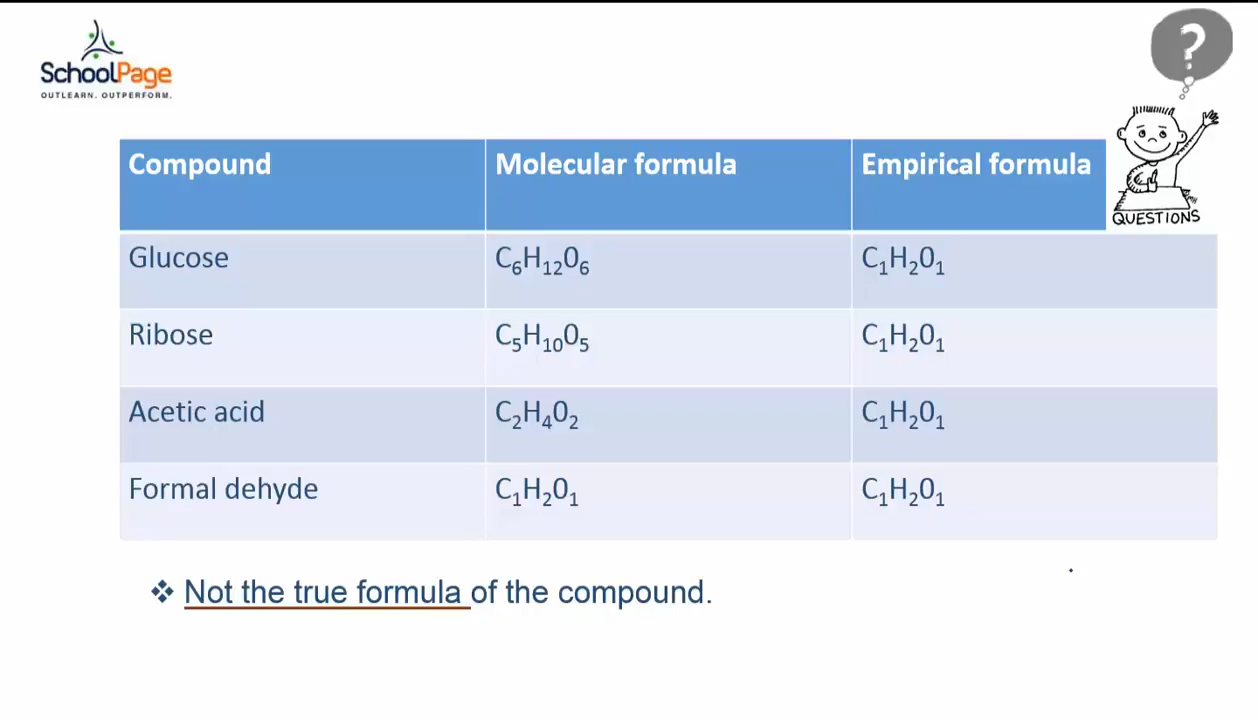 SchoolPage
OUTLEARN. OUTPERFORM.
?
QUESTIONS
Compound Molecular formula Empirical formula
Glucose C₆H₁₂O₆ C₁H₂O₁
Ribose C₅H₁₀O₅ C₁H₂O₁
Acetic acid C₂H₄O₂ C₁H₂O₁
Formal dehyde C₁H₂O₁ C₁H₂O₁
❖ Not the true formula of the compound.